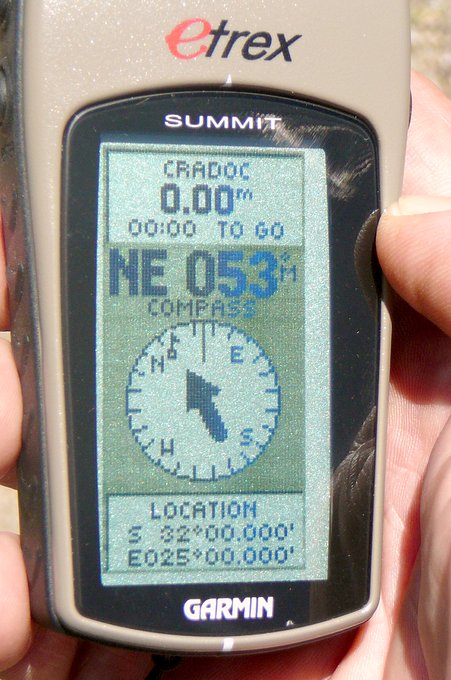 etrex
SUMMIT
CRADOC
0.00m
00:00 TO GO
NE 053°M
COMPASS
N E
W S
LOCATION
S 32°00.000'
E025°00.000'
GARMIN